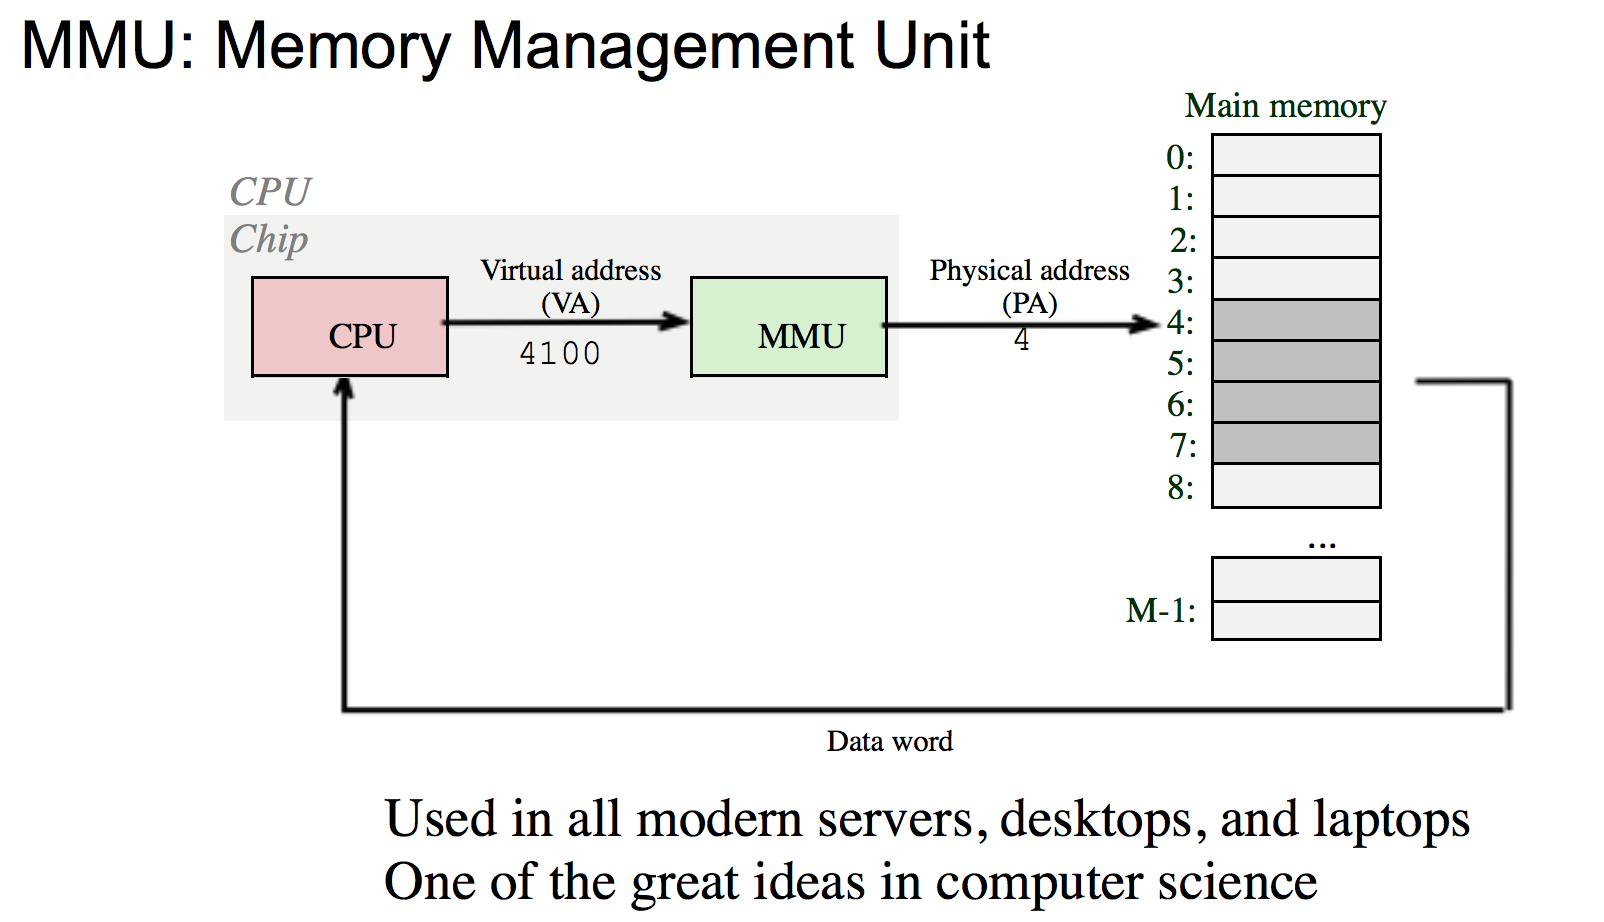 MMU: Memory Management Unit
Main memory
CPU
Chip
CPU
Virtual address
(VA)
4100
MMU
Physical address
(PA)
4
0:
1:
2:
3:
4:
5:
6:
7:
8:
...
M-1:
Data word
Used in all modern servers, desktops, and laptops
One of the great ideas in computer science